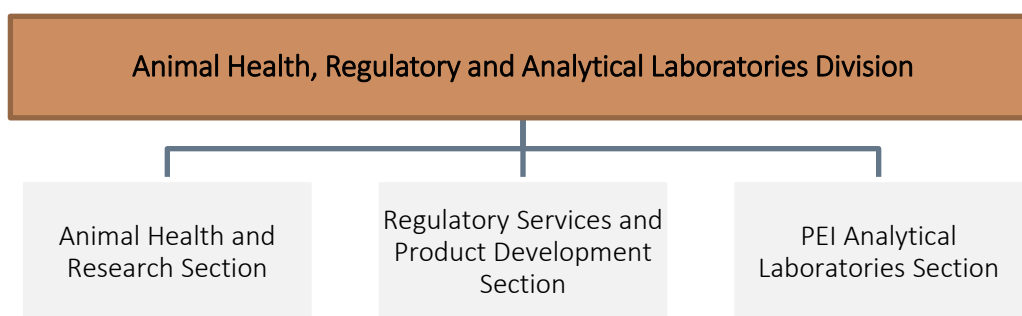 Animal Health, Regulatory and Analytical Laboratories Division
Animal Health and
Research Section
Regulatory Services and
Product Development
Section
PEI Analytical
Laboratories Section